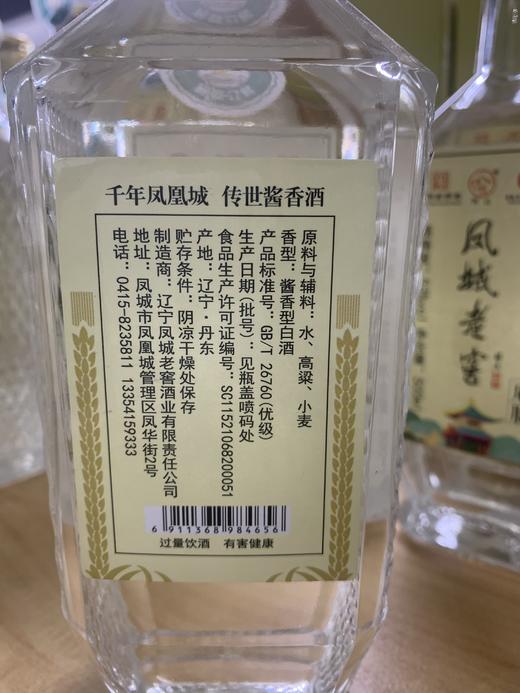 千年凤凰城 传世酱香酒
原料与辅料：水、高粱、小麦
香型：酱香型白酒
产品标准号：GB/T 26760(优级)
生产日期(批号)：见瓶盖喷码处
食品生产许可证编号：SC11521068200051
产地：辽宁·丹东
贮存条件：阴凉干燥处保存
制造商：辽宁凤城老窖酒业有限责任公司
地址：凤城市凤凰城管理区凤华街2号
电话：0415-8235811 13354159333
6 911368 984656
过量饮酒 有害健康
凤城老窖